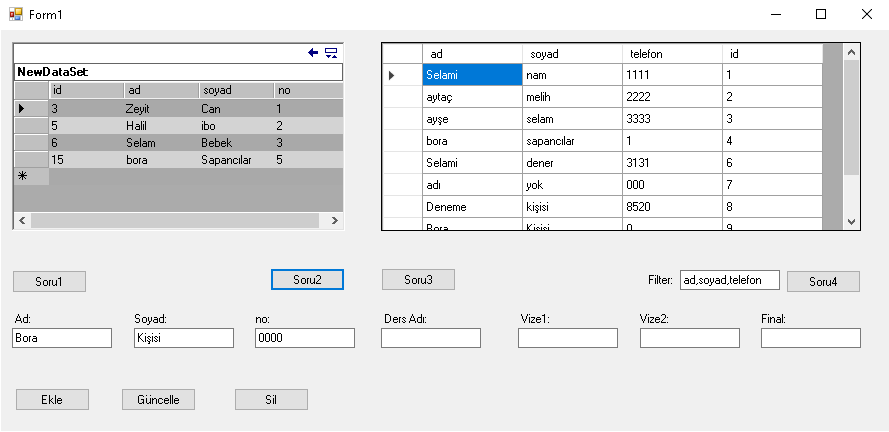 Form1
NewDataSet
id ad soyad no
3 Zeyit Can 1
5 Halil ibo 2
6 Selam Bebek 3
15 bora Sapancılar 5
ad soyad telefon id
Selami nam 1111 1
aytaç melih 2222 2
ayşe selam 3333 3
bora sapancılar 1 4
Selami dener 3131 6
adı yok 000 7
Deneme kişisi 8520 8
Bora Kişisi 0 9
Soru1 Soru2 Soru3 Filter: ad,soyad,telefon Soru4
Ad: Soyad: no: Ders Adı: Vize1: Vize2: Final:
Bora Kişisi 0000
Ekle Güncelle Sil